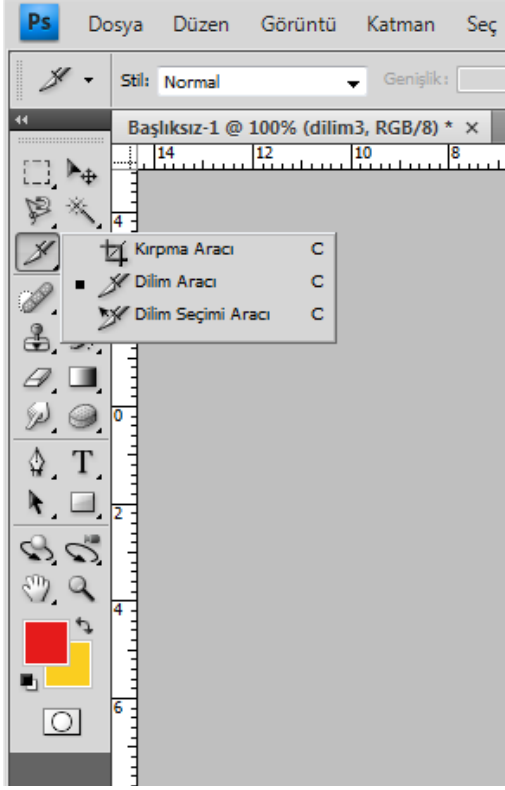 Ps Dosya Düzen Görüntü Katman Seç
Stil: Normal Genişlik:
Başlıksız-1 @ 100% (dilim3, RGB/8) * ×
14 12 10 8
4
Kırpma Aracı C
Dilim Aracı C
Dilim Seçimi Aracı C
0
T
2
4
6